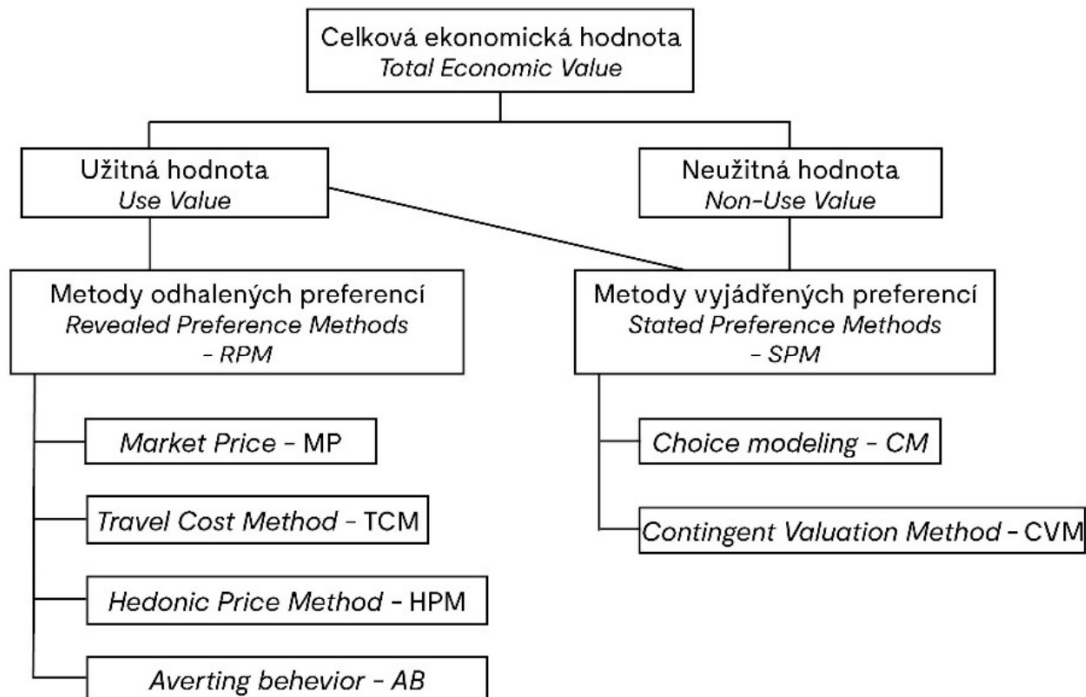 Celková ekonomická hodnota
Total Economic Value
Užitná hodnota
Use Value
Neužitná hodnota
Non-Use Value
Metody odhalených preferencí
Revealed Preference Methods
- RPM
Metody vyjádřených preferencí
Stated Preference Methods
- SPM
Market Price - MP
Travel Cost Method - TCM
Hedonic Price Method - HPM
Averting behevior - AB
Choice modeling - CM
Contingent Valuation Method - CVM